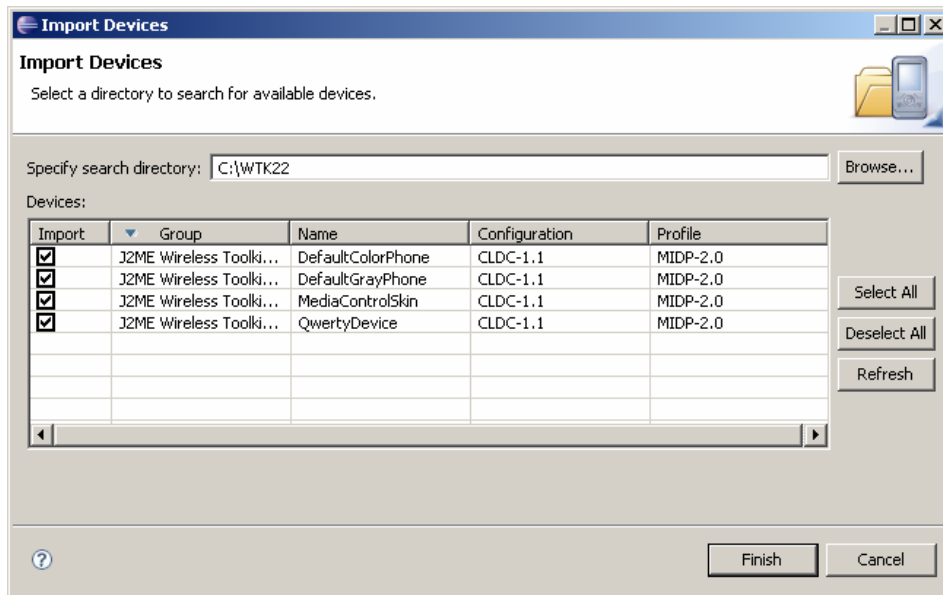 Import Devices
Import Devices
Select a directory to search for available devices.
Specify search directory: C:\WTK22 Browse...
Devices:
Import Group Name Configuration Profile
J2ME Wireless Toolki... DefaultColorPhone CLDC-1.1 MIDP-2.0
J2ME Wireless Toolki... DefaultGrayPhone CLDC-1.1 MIDP-2.0
J2ME Wireless Toolki... MediaControlSkin CLDC-1.1 MIDP-2.0
J2ME Wireless Toolki... QwertyDevice CLDC-1.1 MIDP-2.0
Select All
Deselect All
Refresh
? Finish Cancel